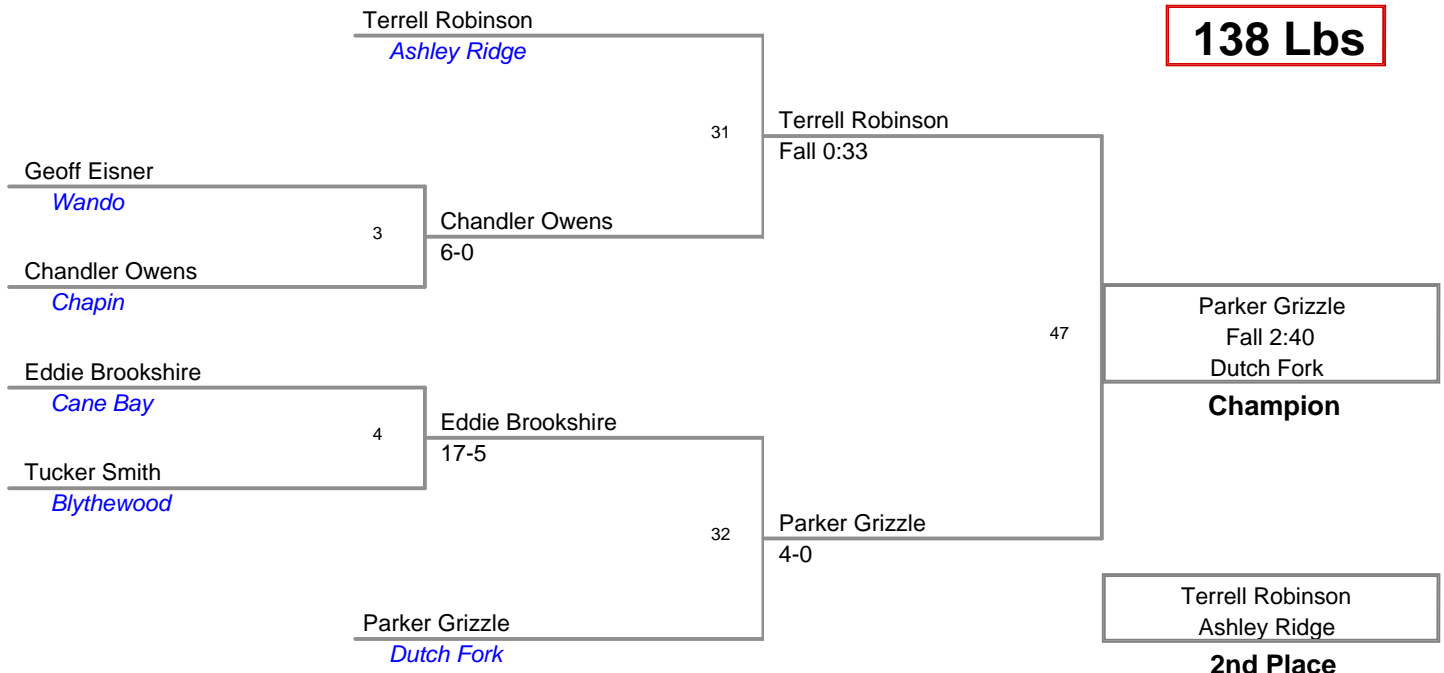 Terrell Robinson
Ashley Ridge
138 Lbs
31
Terrell Robinson
Fall 0:33
Geoff Eisner
Wando
3
Chandler Owens
6-0
Chandler Owens
Chapin
47
Parker Grizzle
Fall 2:40
Dutch Fork
Champion
Eddie Brookshire
Cane Bay
4
Eddie Brookshire
17-5
Tucker Smith
Blythewood
32
Parker Grizzle
4-0
Parker Grizzle
Dutch Fork
Terrell Robinson
Ashley Ridge
2nd Place